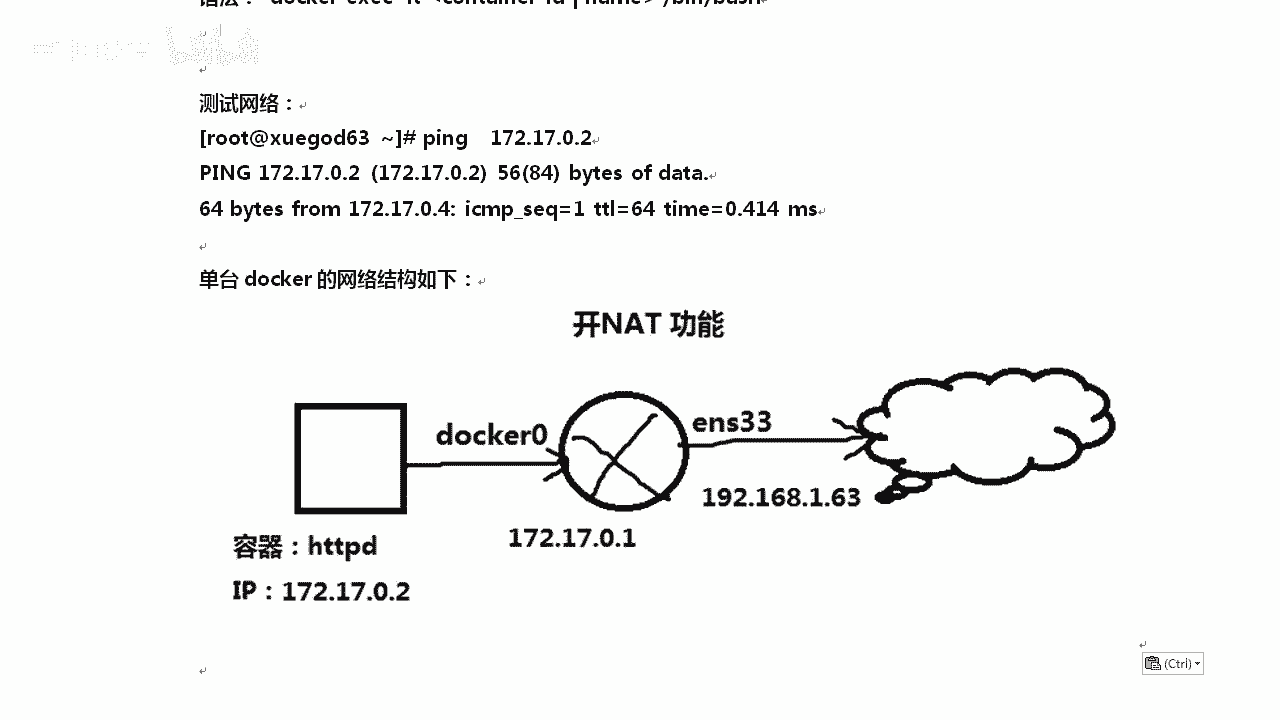 语法： docker exec -it <container-id | name> /bin/bash
测试网络：
[root@xuegod63 ~]# ping 172.17.0.2
PING 172.17.0.2 (172.17.0.2) 56(84) bytes of data.
64 bytes from 172.17.0.4: icmp_seq=1 ttl=64 time=0.414 ms
单台 docker 的网络结构如下：
开NAT 功能
docker0
ens33
192.168.1.63
172.17.0.1
容器：httpd
IP：172.17.0.2
(Ctrl)